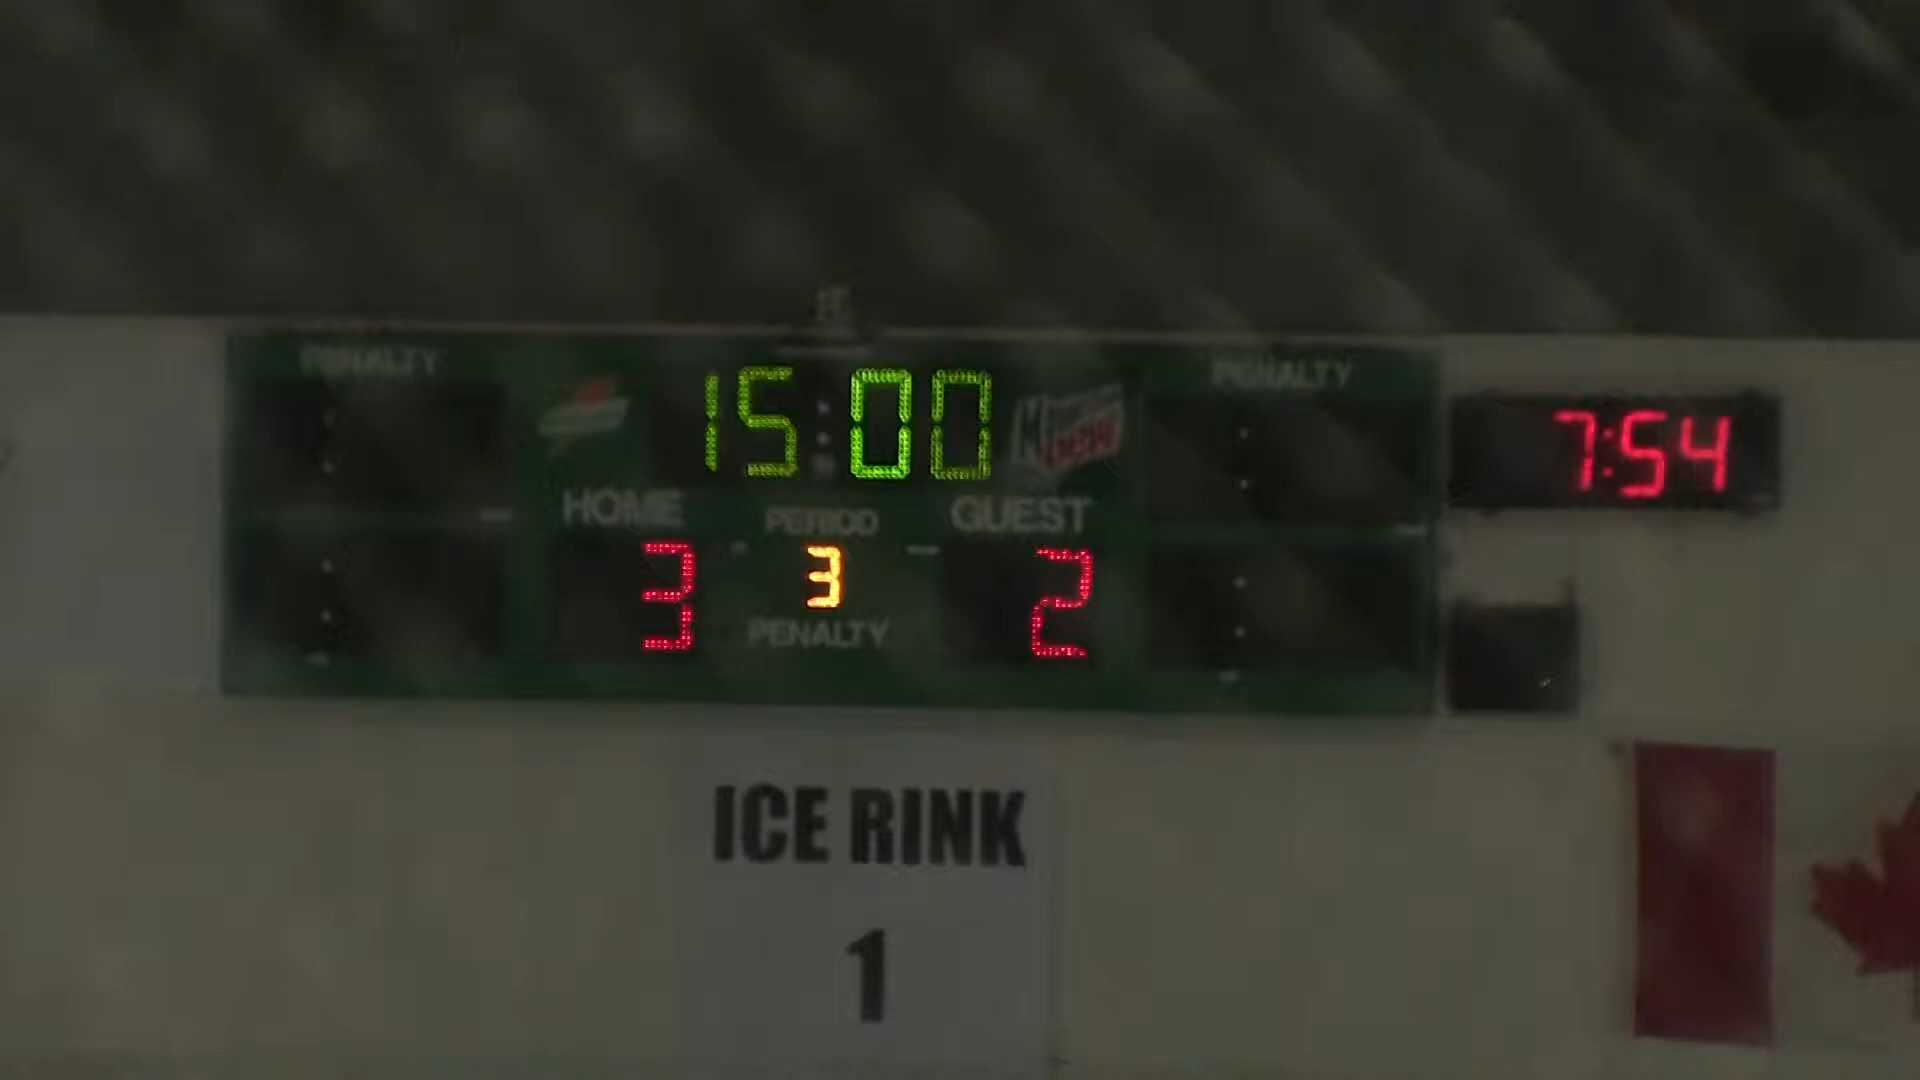 PENALTY
15:00
PENALTY
7:54
HOME
PERIOD
GUEST
3
3
2
PENALTY
ICE RINK
1